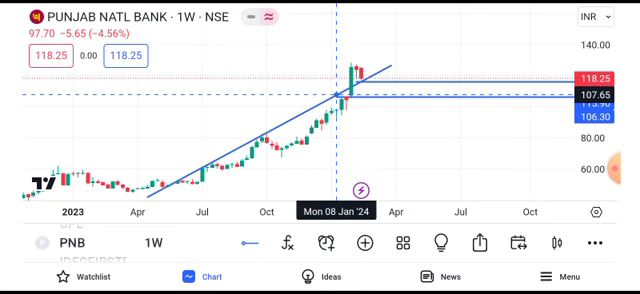 PUNJAB NATL BANK · 1W · NSE
INR
97.70 −5.65 (−4.56%)
118.25 0.00 118.25
140.00
118.25
107.65
106.30
80.00
60.00
2023 Apr Jul Oct Mon 08 Jan '24 Apr Jul Oct
PNB 1W
Watchlist Chart Ideas News Menu